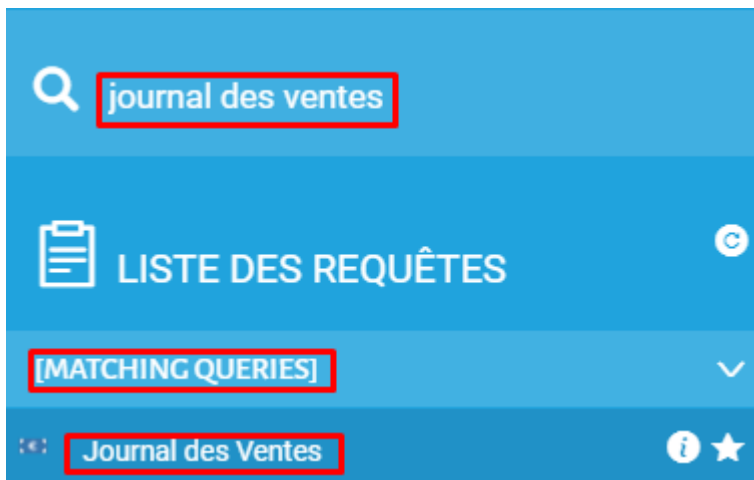 journal des ventes
LISTE DES REQUÊTES
[MATCHING QUERIES]
Journal des Ventes